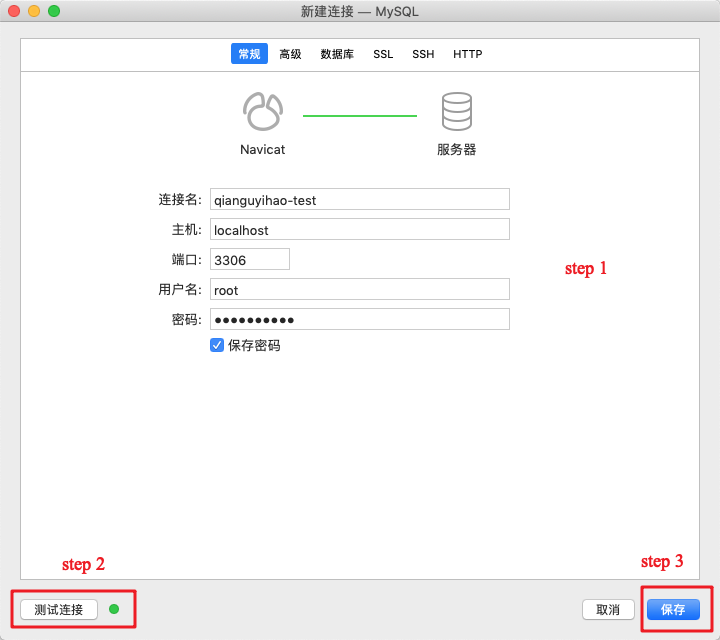 新建连接 — MySQL
常规 高级 数据库 SSL SSH HTTP
Navicat 服务器
连接名: qianguyihao-test
主机: localhost
端口: 3306
step 1
用户名: root
密码: ●●●●●●●●●●
保存密码
step 2
step 3
测试连接 取消 保存